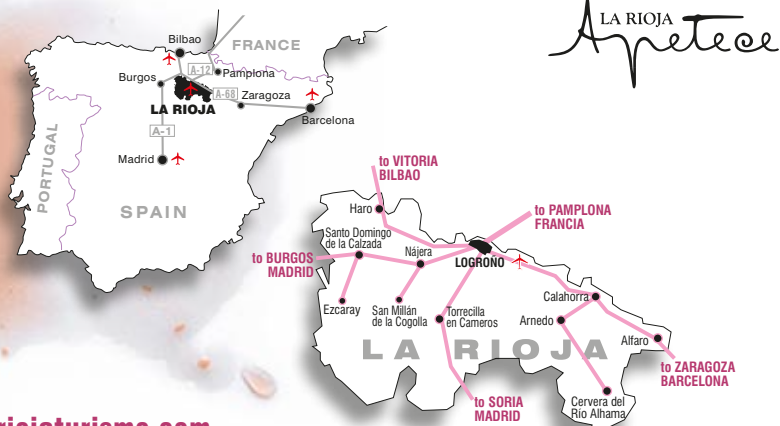 LA RIOJA
Apetece
Bilbao
FRANCE
A-12
Pamplona
Burgos
A-68
Zaragoza
LA RIOJA
Barcelona
A-1
Madrid
PORTUGAL
SPAIN
to VITORIA
BILBAO
Haro
to PAMPLONA
FRANCIA
Santo Domingo
de la Calzada
Nájera
to BURGOS
MADRID
LOGROÑO
Ezcaray
San Millán
de la Cogolla
Torrecilla
en Cameros
Calahorra
Arnedo
Alfaro
LA RIOJA
to ZARAGOZA
BARCELONA
to SORIA
MADRID
Cervera del
Río Alhama